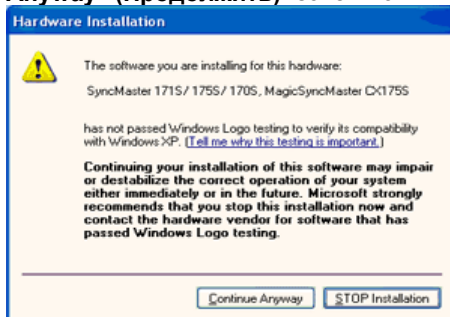 Hardware Installation
The software you are installing for this hardware:
SyncMaster 171S/ 175S/ 170S, MagicSyncMaster CX175S
has not passed Windows Logo testing to verify its compatibility
with Windows XP. (Tell me why this testing is important.)
Continuing your installation of this software may impair
or destabilize the correct operation of your system
either immediately or in the future. Microsoft strongly
recommends that you stop this installation now and
contact the hardware vendor for software that has
passed Windows Logo testing.
Continue Anyway STOP Installation